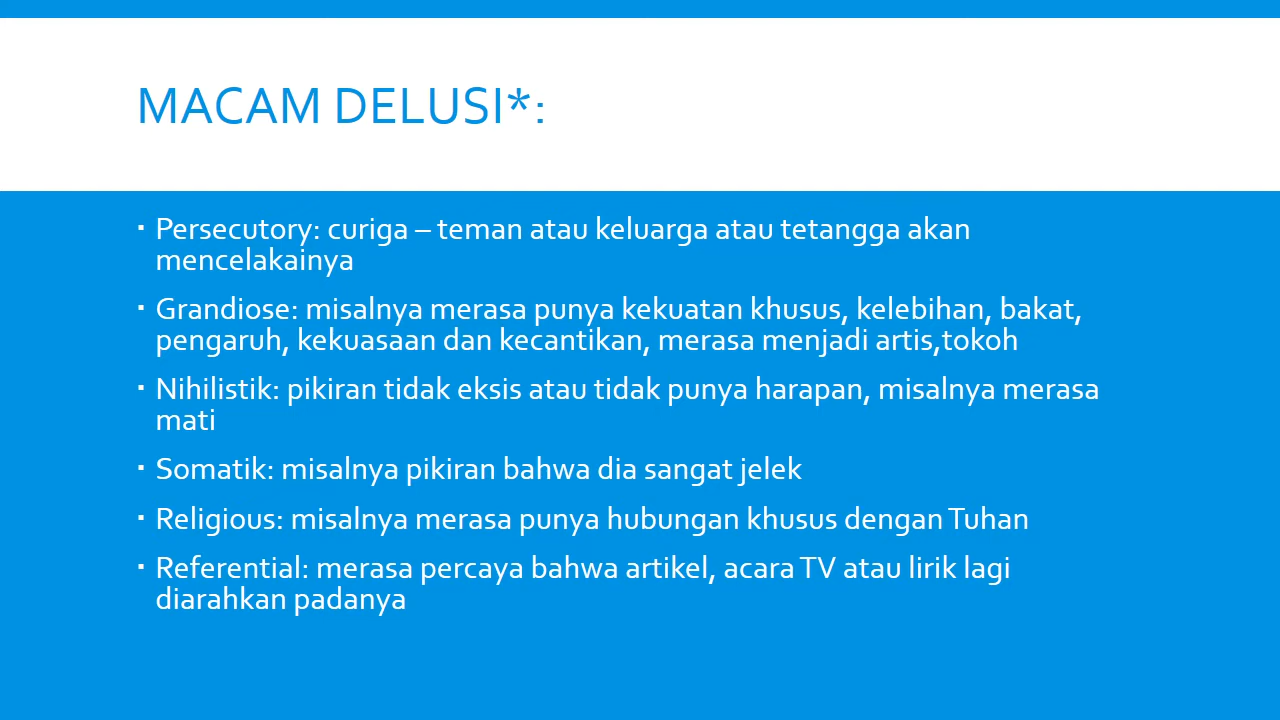 MACAM DELUSI*:
▪ Persecutory: curiga – teman atau keluarga atau tetangga akan
mencelakainya
▪ Grandiose: misalnya merasa punya kekuatan khusus, kelebihan, bakat,
pengaruh, kekuasaan dan kecantikan, merasa menjadi artis,tokoh
▪ Nihilistik: pikiran tidak eksis atau tidak punya harapan, misalnya merasa
mati
▪ Somatik: misalnya pikiran bahwa dia sangat jelek
▪ Religious: misalnya merasa punya hubungan khusus dengan Tuhan
▪ Referential: merasa percaya bahwa artikel, acara TV atau lirik lagi
diarahkan padanya